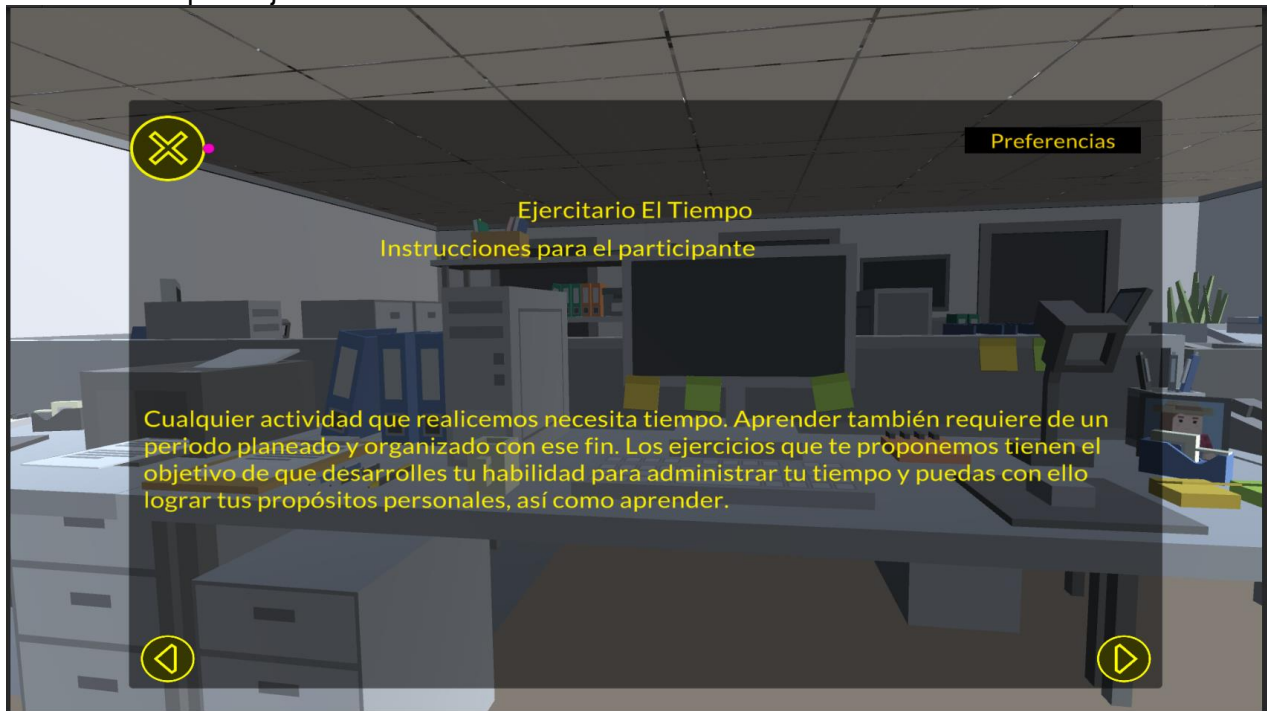 Preferencias
Ejercitario El Tiempo
Instrucciones para el participante
Cualquier actividad que realicemos necesita tiempo. Aprender también requiere de un
periodo planeado y organizado con ese fin. Los ejercicios que te proponemos tienen el
objetivo de que desarrolles tu habilidad para administrar tu tiempo y puedas con ello
lograr tus propósitos personales, así como aprender.